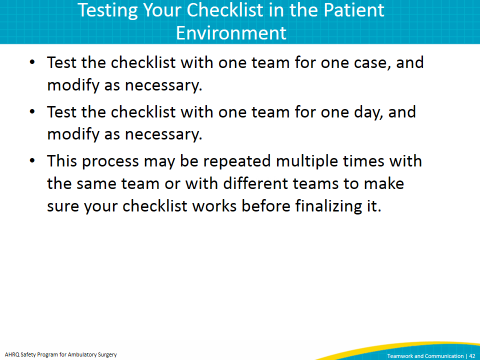 Testing Your Checklist in the Patient
Environment
• Test the checklist with one team for one case, and
modify as necessary.
• Test the checklist with one team for one day, and
modify as necessary.
• This process may be repeated multiple times with
the same team or with different teams to make
sure your checklist works before finalizing it.
AHRQ Safety Program for Ambulatory Surgery
Teamwork and Communication | 42